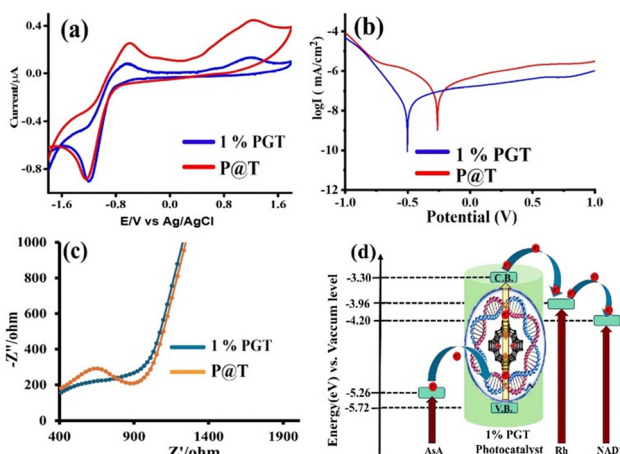 (a)
0.4
0.0
-0.4
-0.8
Current/µA
1 % PGT
P@T
-1.6
-0.8
0.0
0.8
1.6
E/V vs Ag/AgCl
(b)
-4
-6
-8
-10
-12
logI ( mA/cm²)
1 % PGT
P@T
-1.0
-0.5
0.0
0.5
1.0
Potential (V)
(c)
1000
800
600
400
200
0
-Z''/ohm
1 % PGT
P@T
400
900
1400
1900
Z'/ohm
(d)
Energy(eV) vs. Vaccum level
-3.30
-3.96
-4.20
-5.26
-5.72
C.B.
V.B.
AsA
1% PGT
Photocatalyst
Rh